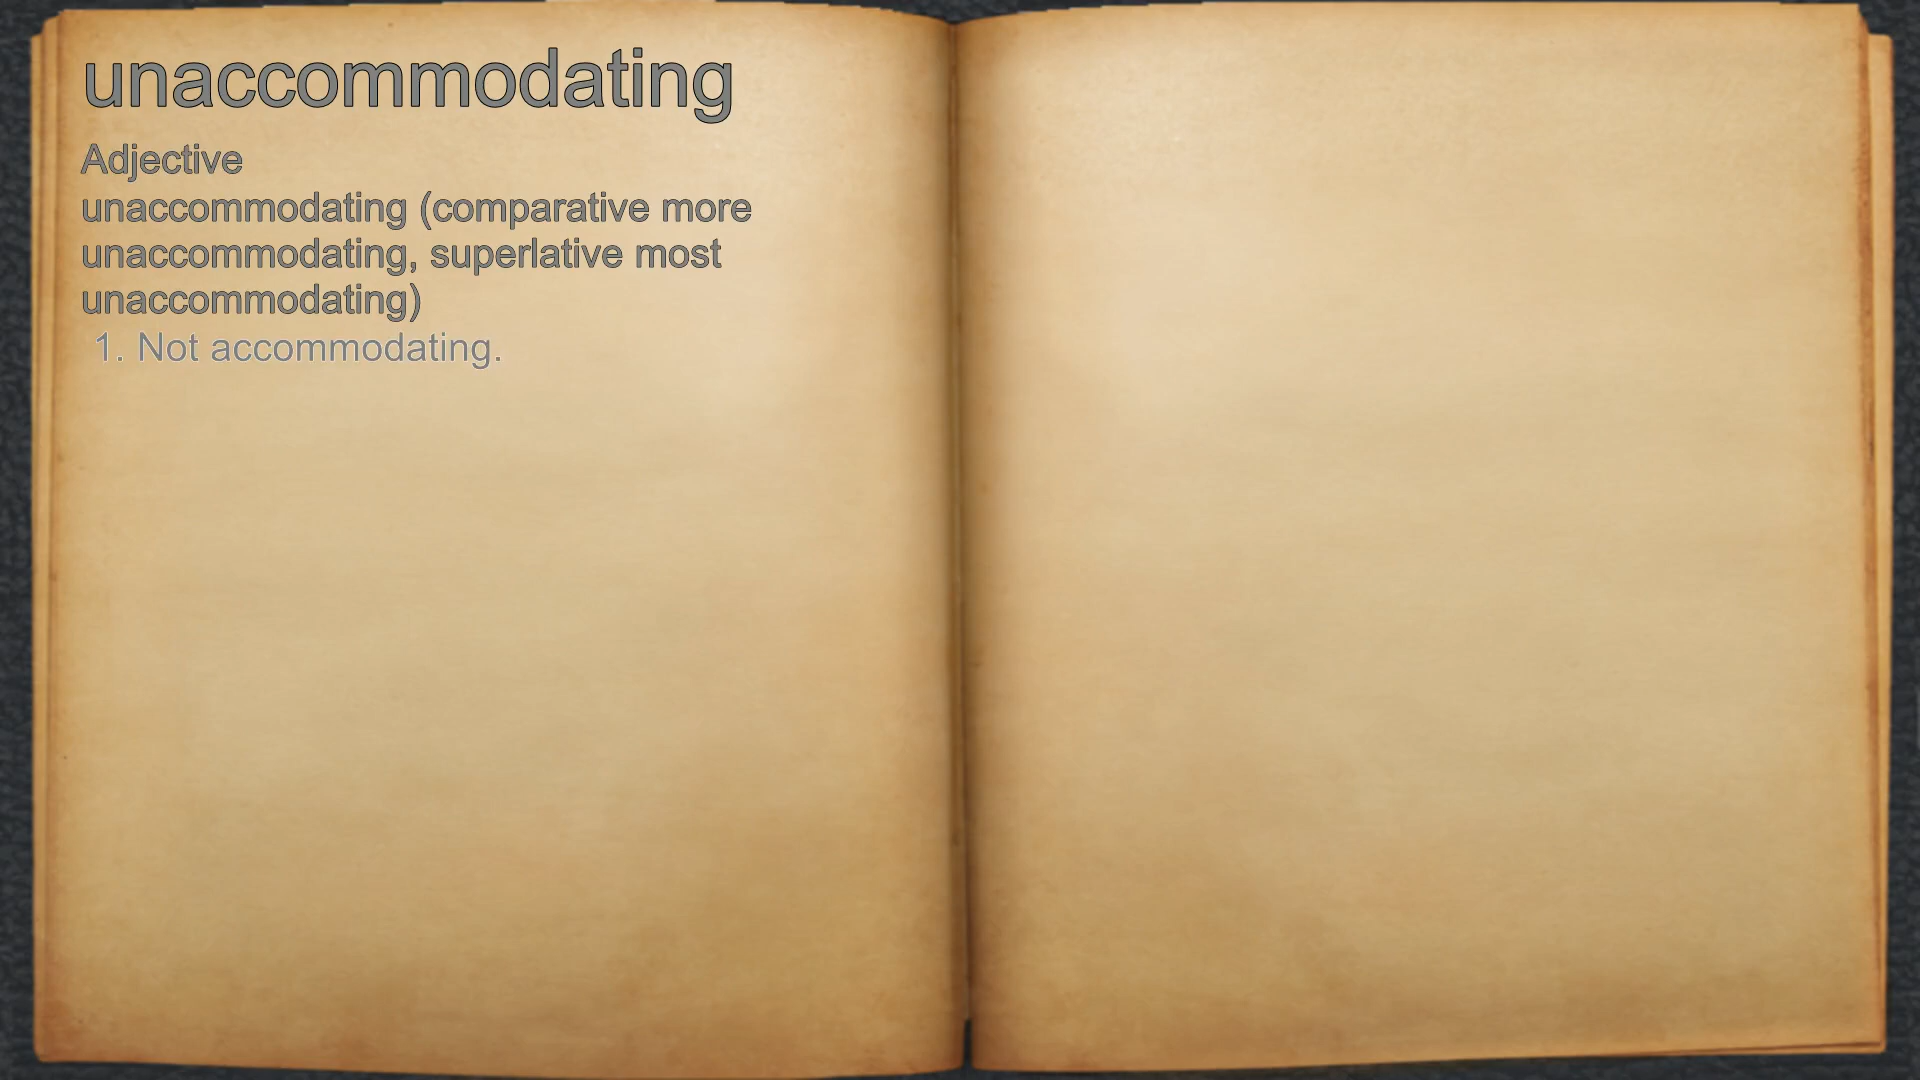 unaccommodating
Adjective
unaccommodating (comparative more
unaccommodating, superlative most
unaccommodating)
1. Not accommodating.